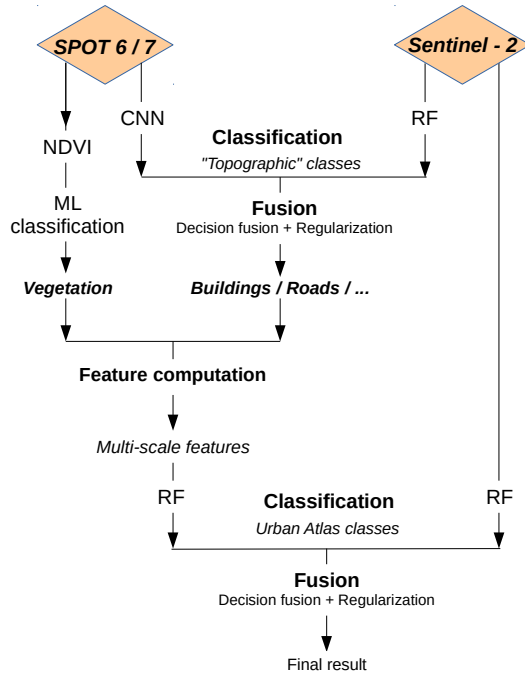 SPOT 6 / 7
Sentinel - 2
CNN
RF
NDVI
Classification
"Topographic" classes
ML
classification
Fusion
Decision fusion + Regularization
Vegetation
Buildings / Roads / ...
Feature computation
Multi-scale features
RF
Classification
RF
Urban Atlas classes
Fusion
Decision fusion + Regularization
Final result